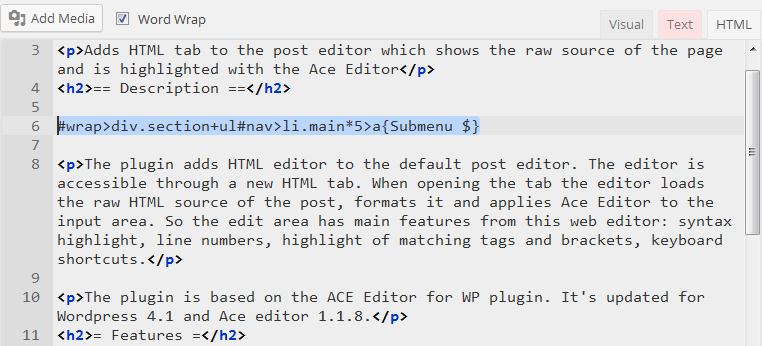 Add Media Word Wrap Visual Text HTML
3 <p>Adds HTML tab to the post editor which shows the raw source of the page
and is highlighted with the Ace Editor</p>
4 <h2>== Description ==</h2>
5
6 #wrap>div.section+ul#nav>li.main*5>a{Submenu $}
7
8 <p>The plugin adds HTML editor to the default post editor. The editor is
accessible through a new HTML tab. When opening the tab the editor loads
the raw HTML source of the post, formats it and applies Ace Editor to the
input area. So the edit area has main features from this web editor: syntax
highlight, line numbers, highlight of matching tags and brackets, keyboard
shortcuts.</p>
9
10 <p>The plugin is based on the ACE Editor for WP plugin. It's updated for
Wordpress 4.1 and Ace editor 1.1.8.</p>
11 <h2>= Features =</h2>